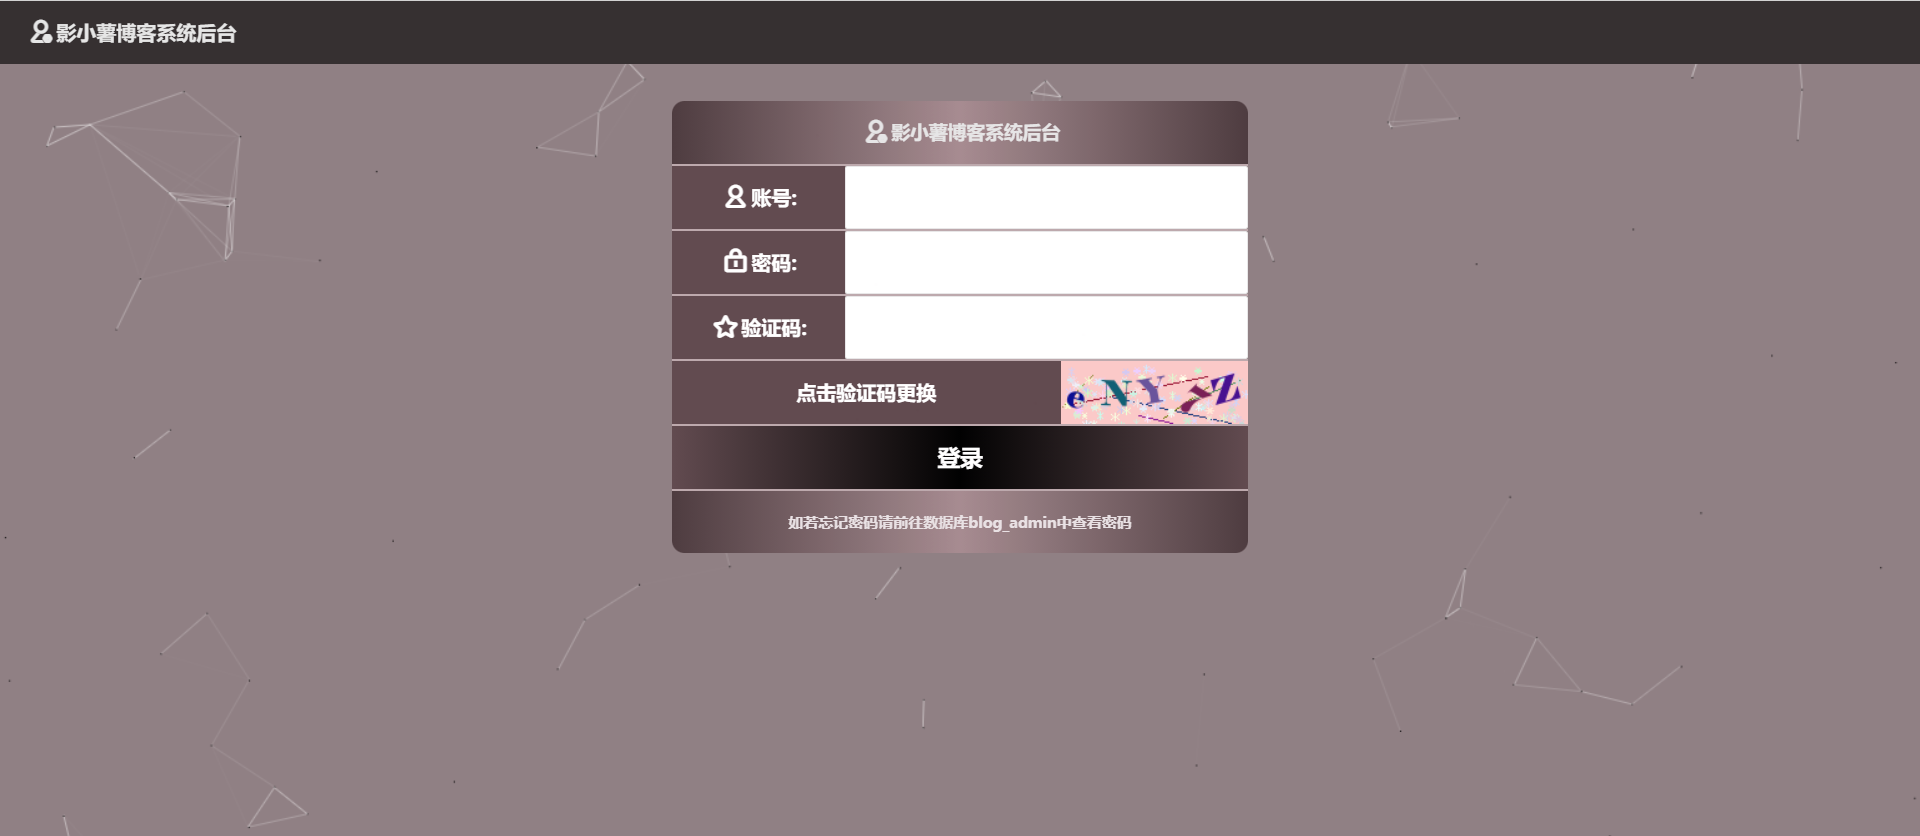 影小薯博客系统后台
影小薯博客系统后台
账号:
密码:
验证码:
点击验证码更换
登录
如若忘记密码请前往数据库blog_admin中查看密码